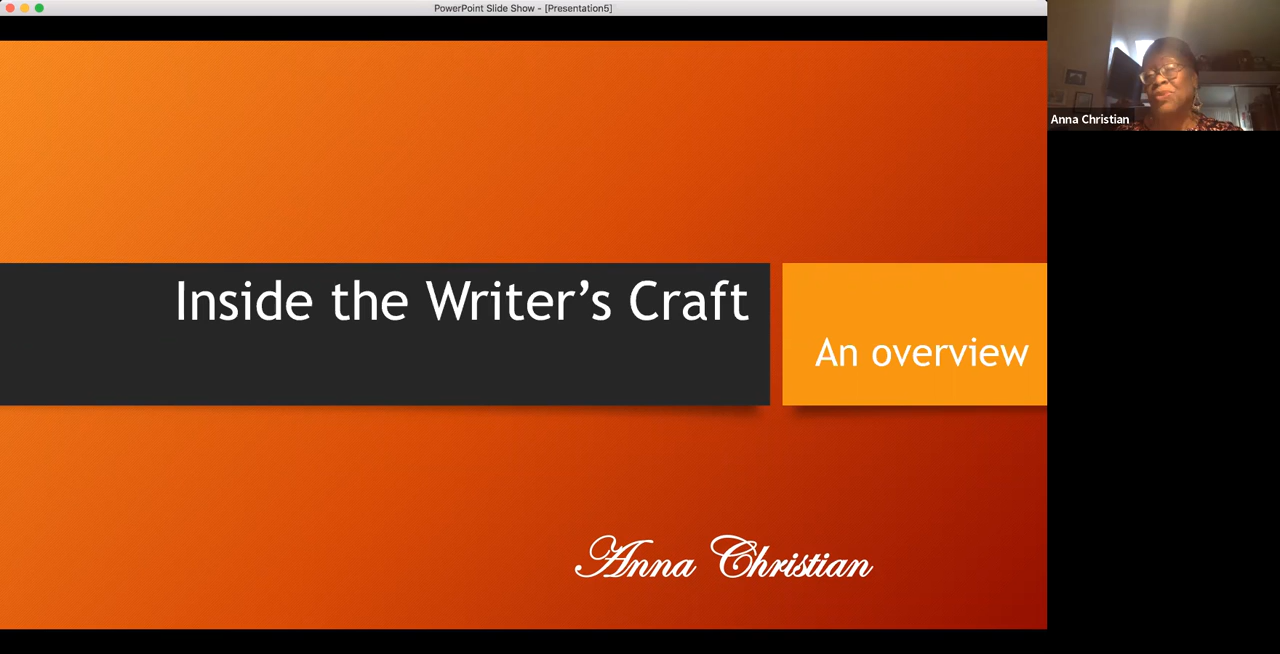 PowerPoint Slide Show - [Presentation5]
Inside the Writer’s Craft
An overview
Anna Christian
Anna Christian